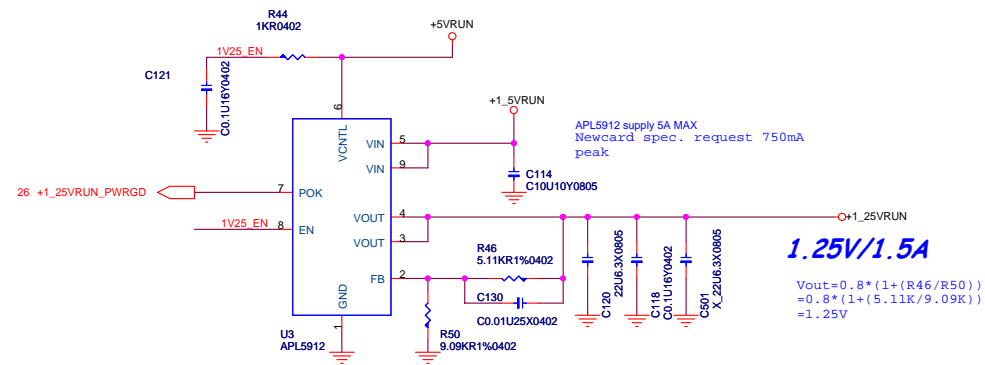 R44
1KR0402
+5VRUN
1V25_EN
C121
C0.1U16Y0402
+1_5VRUN
6
VCNTL
APL5912 supply 5A MAX
Newcard spec. request 750mA
peak
VIN
5
VIN
9
C114
C10U10Y0805
26 +1_25VRUN_PWRGD
7
POK
1V25_EN
8
EN
VOUT
4
VOUT
3
+1_25VRUN
R46
5.11KR1%0402
1.25V/1.5A
FB
2
C130
C0.01U25X0402
C120
22U6.3X0805
C118
C0.1U16Y0402
C501
X_22U6.3X0805
Vout=0.8*(1+(R46/R50))
=0.8*(1+(5.11K/9.09K))
=1.25V
GND
1
U3
APL5912
R50
9.09KR1%0402